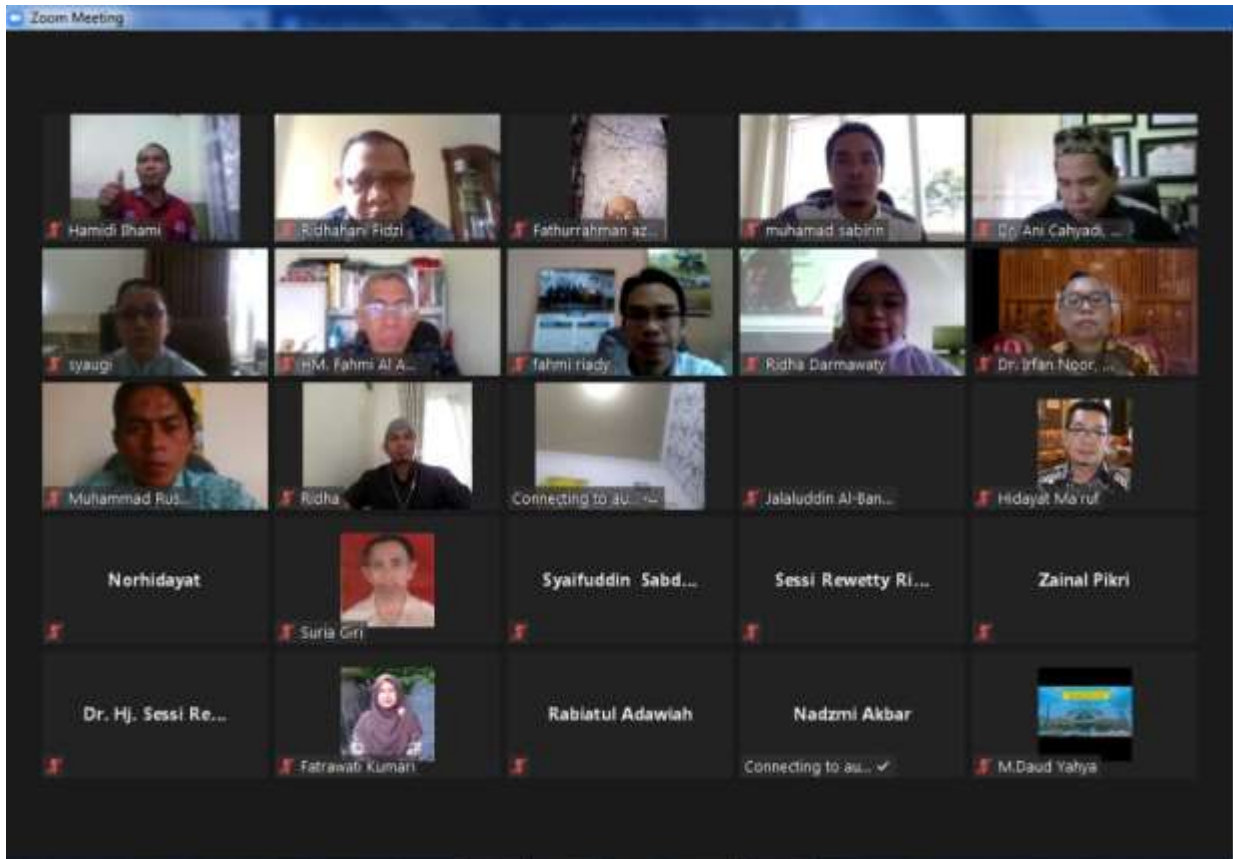 Zoom Meeting
Hamidi Ilhami
Ridhahani Fidzi
Fathurrahman az...
muhamad sabirin
Dr. Ani Cahyadi, ...
syauqi
HM. Fahmi Al A...
fahmi riady
Ridha Darmawaty
Dr. Irfan Noor, ...
Muhammad Rus...
Ridha
Connecting to au...
Jalaluddin Al-Ban...
Hidayat Ma'ruf
Norhidayat
Suria Giri
Syaifuddin Sabd...
Sessi Rewetty Ri...
Zainal Pikri
Dr. Hj. Sessi Re...
Fatrawati Kumari
Rabiatul Adawiah
Nadzmi Akbar
Connecting to au...
M.Daud Yahya